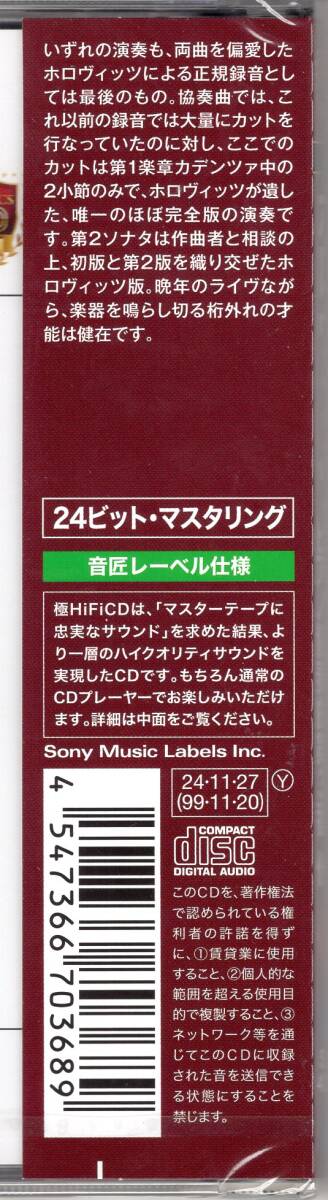 いずれの演奏も、両曲を偏愛した
ホロヴィッツによる正規録音とし
ては最後のもの。協奏曲では、こ
れ以前の録音では大量にカットを
行なっていたのに対し、ここでの
カットは第1楽章カデンツァ中の
2小節のみで、ホロヴィッツが遺し
た、唯一のほぼ完全版の演奏で
す。第2ソナタは作曲者と相談の
上、初版と第2版を織り交ぜたホ
ロヴィッツ版。晩年のライヴなが
ら、楽器を鳴らし切る桁外れの才
能は健在です。
24ビット・マスタリング
音匠レーベル仕様
極HiFiCDは、「マスターテープに
忠実なサウンド」を求めた結果、よ
り一層のハイクオリティサウンドを
実現したCDです。もちろん通常の
CDプレーヤーでお楽しみいただけ
ます。詳細は中面をご覧ください。
Sony Music Labels Inc.
4 547366 703689
24・11・27
(99・11・20)
Y
COMPACT
disc
DIGITAL AUDIO
このCDを、著作権法
で認められている権
利者の許諾を得ず
に、①賃貸業に使用
すること、②個人的な
範囲を超える使用目
的で複製すること、③
ネットワーク等を通
じてこのCDに収録
された音を送信でき
る状態にすることを
禁じます。